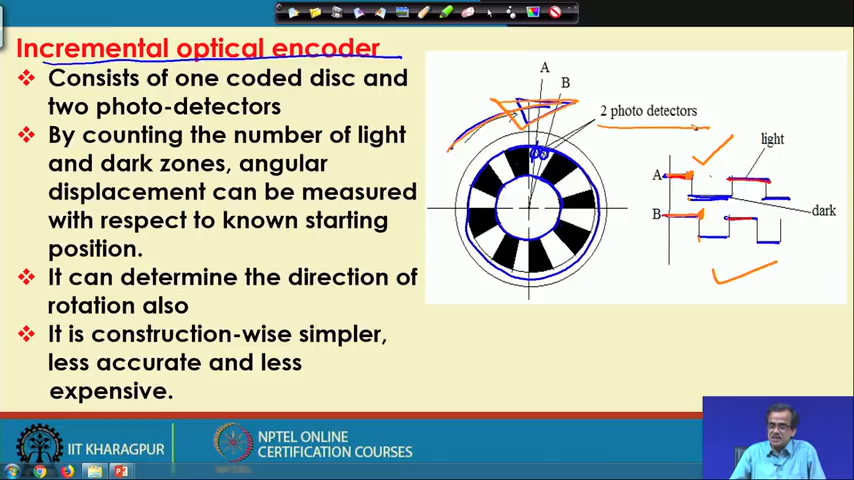 Incremental optical encoder
❖ Consists of one coded disc and
two photo-detectors
❖ By counting the number of light
and dark zones, angular
displacement can be measured
with respect to known starting
position.
❖ It can determine the direction of
rotation also
❖ It is construction-wise simpler,
less accurate and less
expensive.
A
B
2 photo detectors
light
A
dark
B
IIT KHARAGPUR
NPTEL ONLINE
CERTIFICATION COURSES